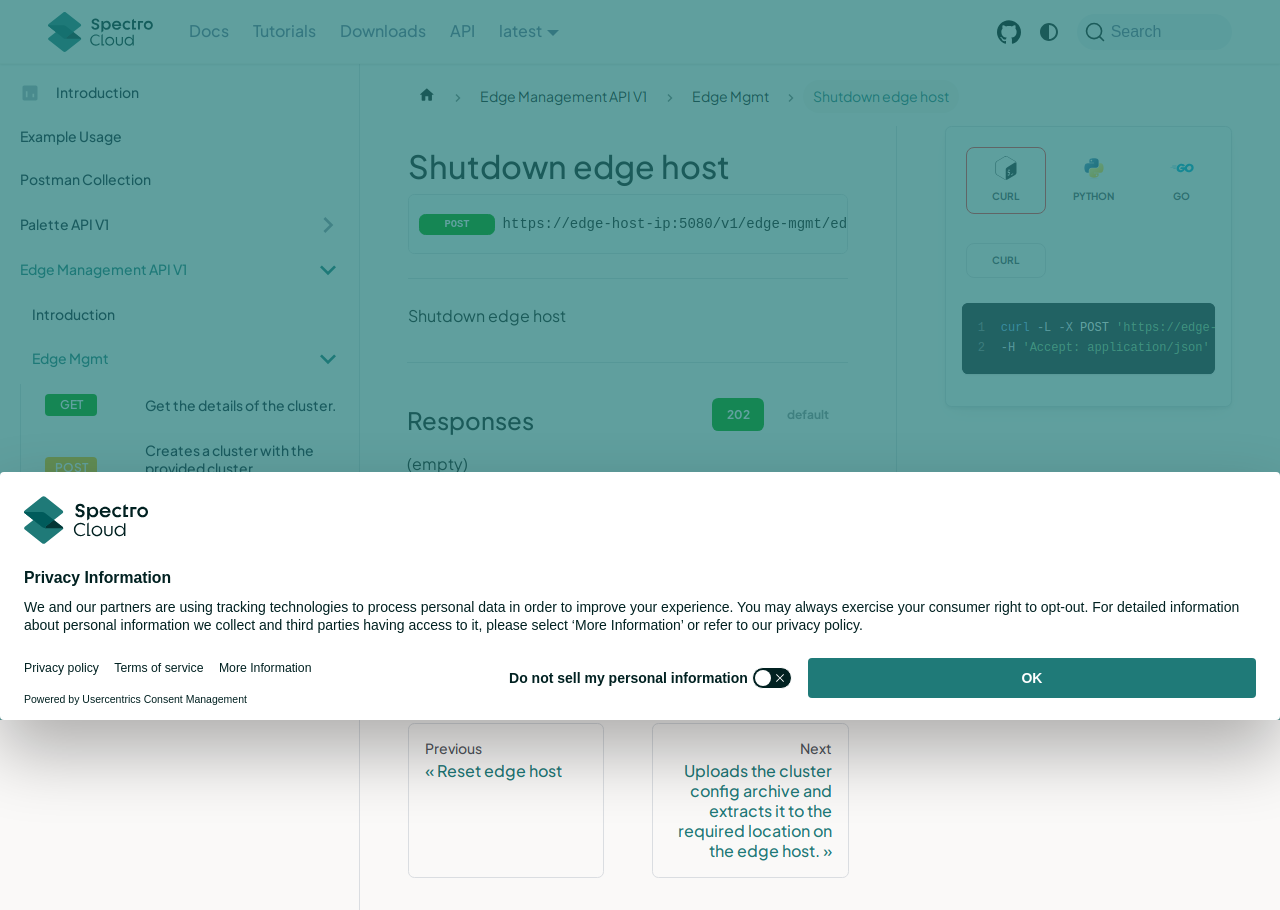 Spectro Cloud
Docs
Tutorials
Downloads
API
latest
Search
Introduction
Example Usage
Postman Collection
Palette API V1
Edge Management API V1
Introduction
Edge Mgmt
GET
Get the details of the cluster.
POST
Creates a cluster with the
provided cluster
Edge Management API V1
Edge Mgmt
Shutdown edge host
Shutdown edge host
POST
https://edge-host-ip:5080/v1/edge-mgmt/ed
Shutdown edge host
Responses
202
default
(empty)
CURL
PYTHON
GO
CURL
1 curl -L -X POST 'https://edge-
2 -H 'Accept: application/json'
Spectro
Cloud
Privacy Information
We and our partners are using tracking technologies to process personal data in order to improve your experience. You may always exercise your consumer right to opt-out. For detailed information
about personal information we collect and third parties having access to it, please select ‘More Information’ or refer to our privacy policy.
Privacy policy
Terms of service
More Information
Powered by Usercentrics Consent Management
Do not sell my personal information
OK
Previous
« Reset edge host
Next
Uploads the cluster
config archive and
extracts it to the
required location on
the edge host. »